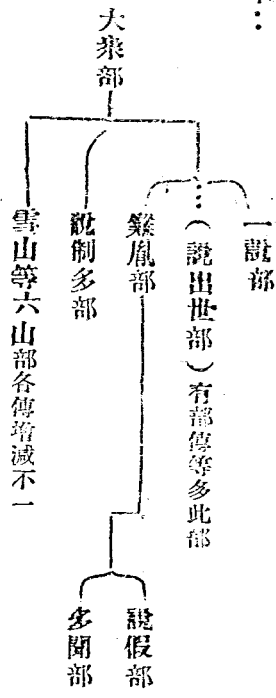 大衆部
一說部
…（說出世部）有部傳等多此部
鷄胤部
說假部
多聞部
說制多部
雪山等六山部各傳增減不一